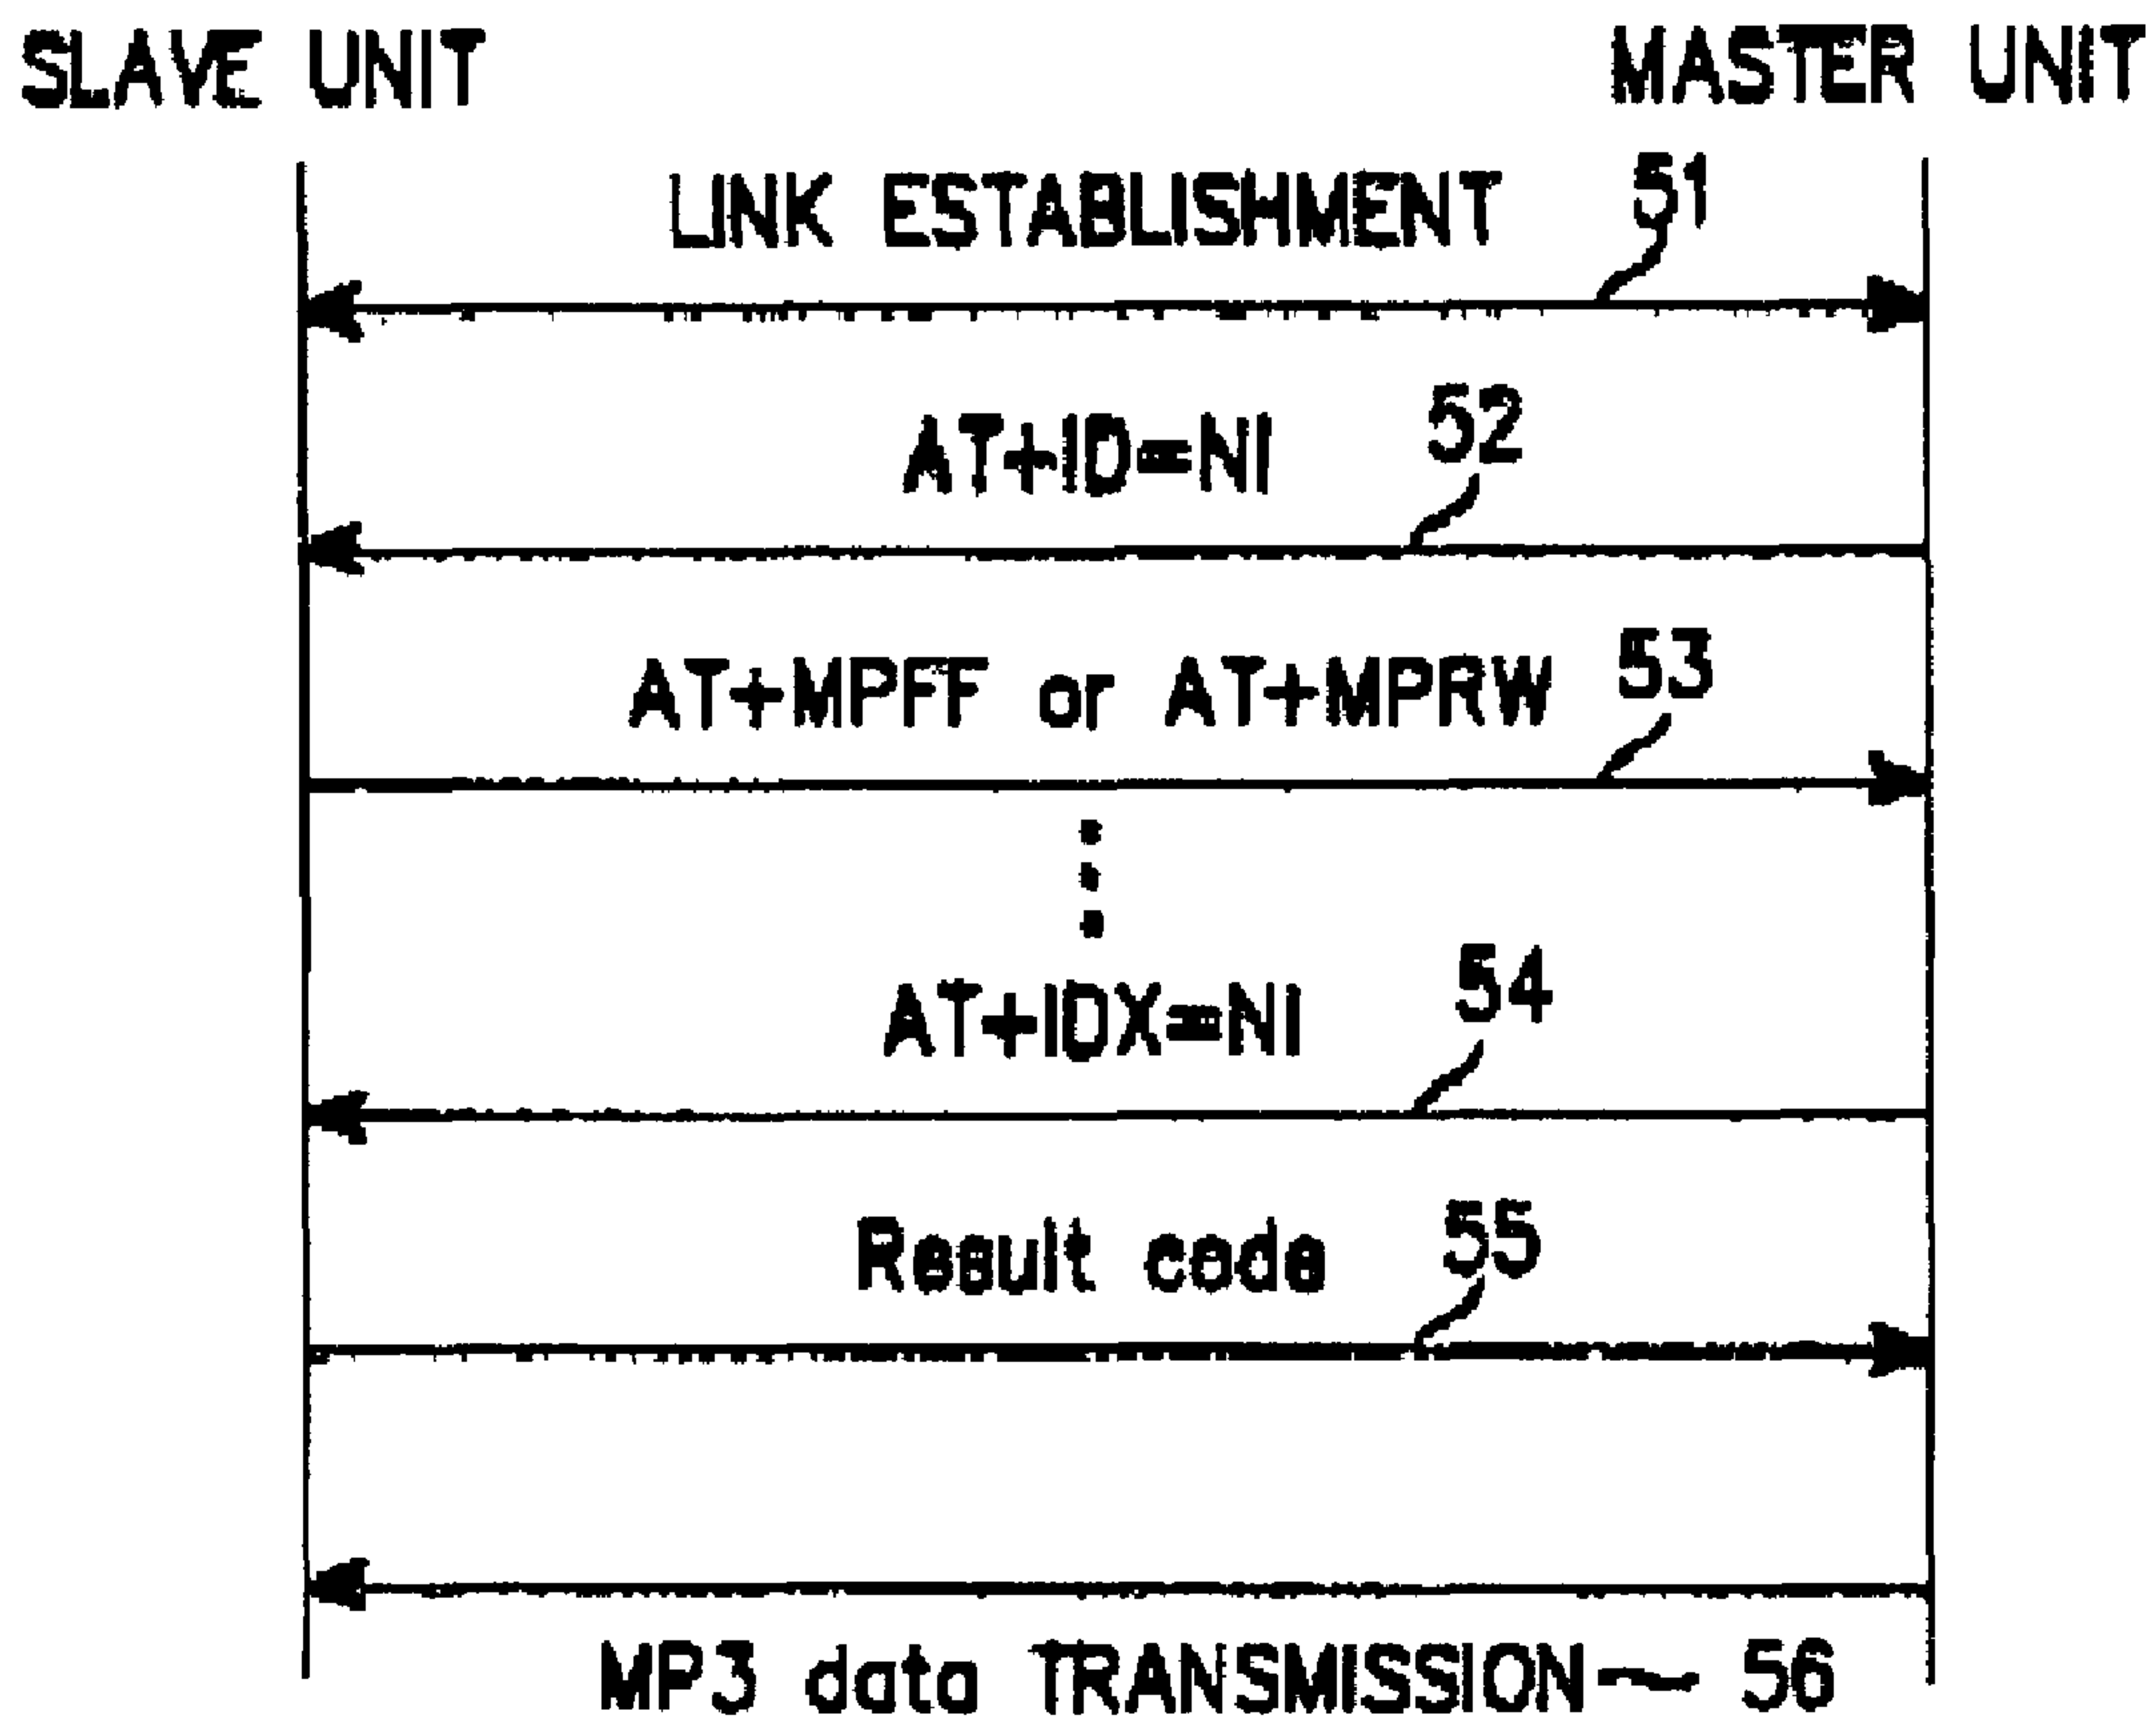 SLAVE UNIT
MASTER UNIT
LINK ESTABLISHMENT
51
AT+ID=NI
52
AT+MPFF or AT+MPRW
53
AT+IDX=NI
54
Result code
55
MP3 data TRANSMISSION
56